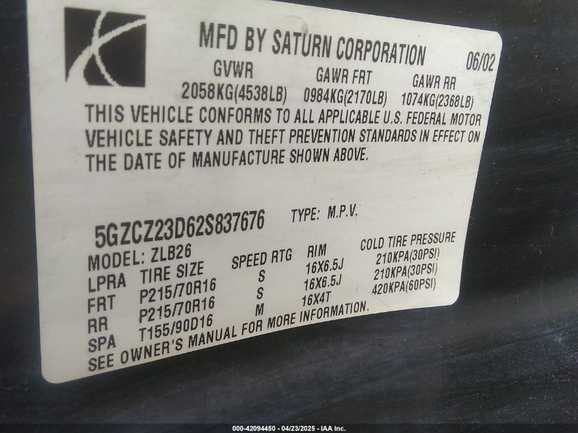 MFD BY SATURN CORPORATION 06/02
GVWR GAWR FRT GAWR RR
2058KG(4538LB) 0984KG(2170LB) 1074KG(2368LB)
THIS VEHICLE CONFORMS TO ALL APPLICABLE U.S. FEDERAL MOTOR
VEHICLE SAFETY AND THEFT PREVENTION STANDARDS IN EFFECT ON
THE DATE OF MANUFACTURE SHOWN ABOVE.
5GZCZ23D62S837676 TYPE: M.P.V.
MODEL: ZLB26
LPRA TIRE SIZE SPEED RTG RIM COLD TIRE PRESSURE
FRT P215/70R16 S 16X6.5J 210KPA(30PSI)
RR P215/70R16 S 16X6.5J 210KPA(30PSI)
SPA T155/90D16 M 16X4T 420KPA(60PSI)
SEE OWNER'S MANUAL FOR MORE INFORMATION.
000-42094450 - 04/23/2025 - IAA Inc.